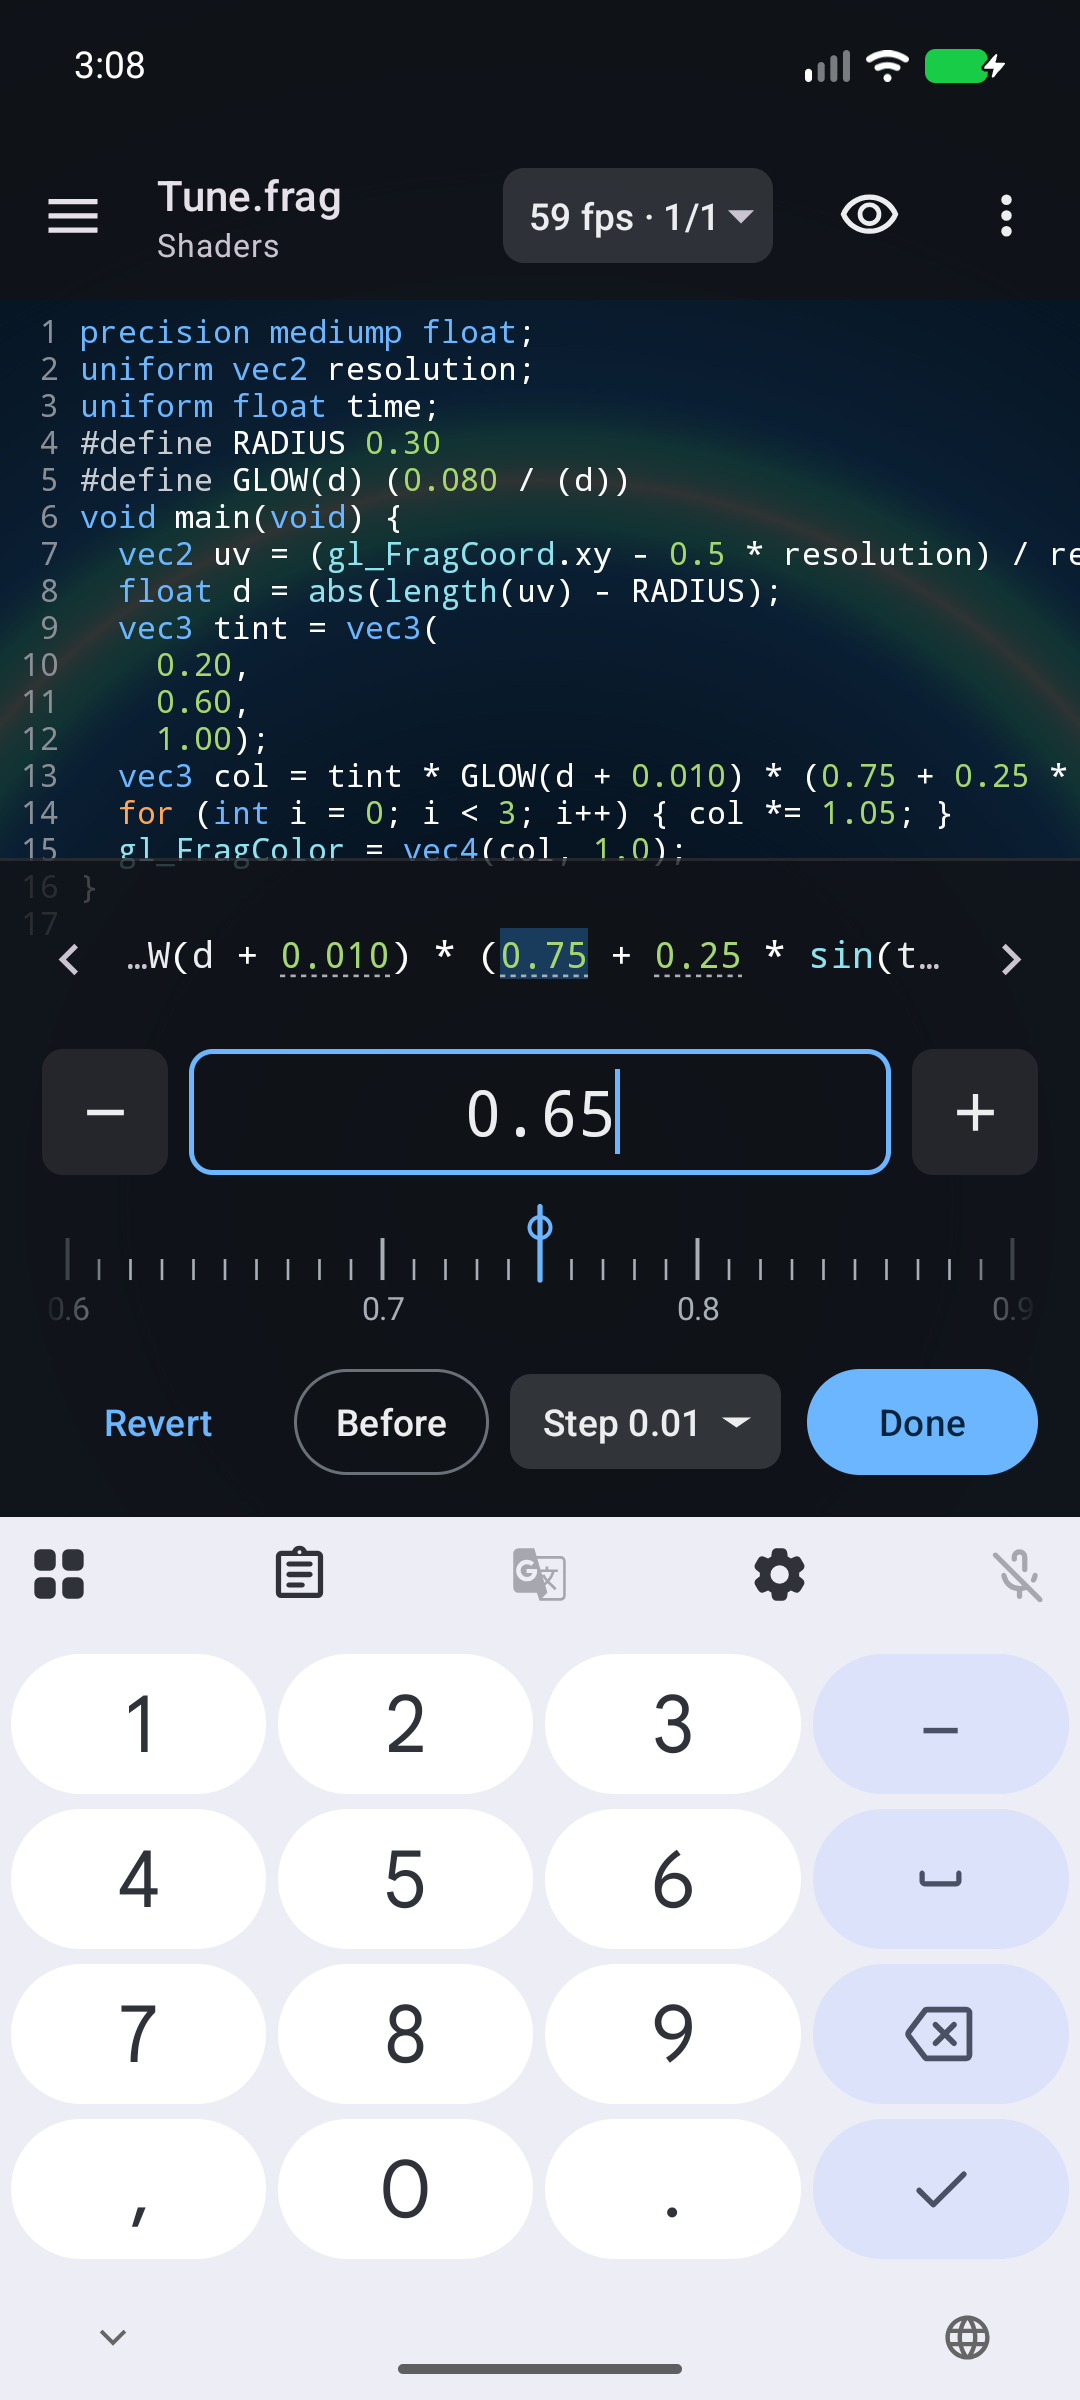 3:08
Tune.frag
Shaders
59 fps · 1/1
1 precision mediump float;
2 uniform vec2 resolution;
3 uniform float time;
4 #define RADIUS 0.30
5 #define GLOW(d) (0.080 / (d))
6 void main(void) {
7 vec2 uv = (gl_FragCoord.xy - 0.5 * resolution) / re
8 float d = abs(length(uv) - RADIUS);
9 vec3 tint = vec3(
10 0.20,
11 0.60,
12 1.00);
13 vec3 col = tint * GLOW(d + 0.010) * (0.75 + 0.25 *
14 for (int i = 0; i < 3; i++) { col *= 1.05; }
15 gl_FragColor = vec4(col, 1.0);
16 }
17
…W(d + 0.010) * (0.75 + 0.25 * sin(t…
− 0.65 +
0.6 0.7 0.8 0.9
Revert Before Step 0.01 Done
1 2 3 –
4 5 6
7 8 9
, 0 .